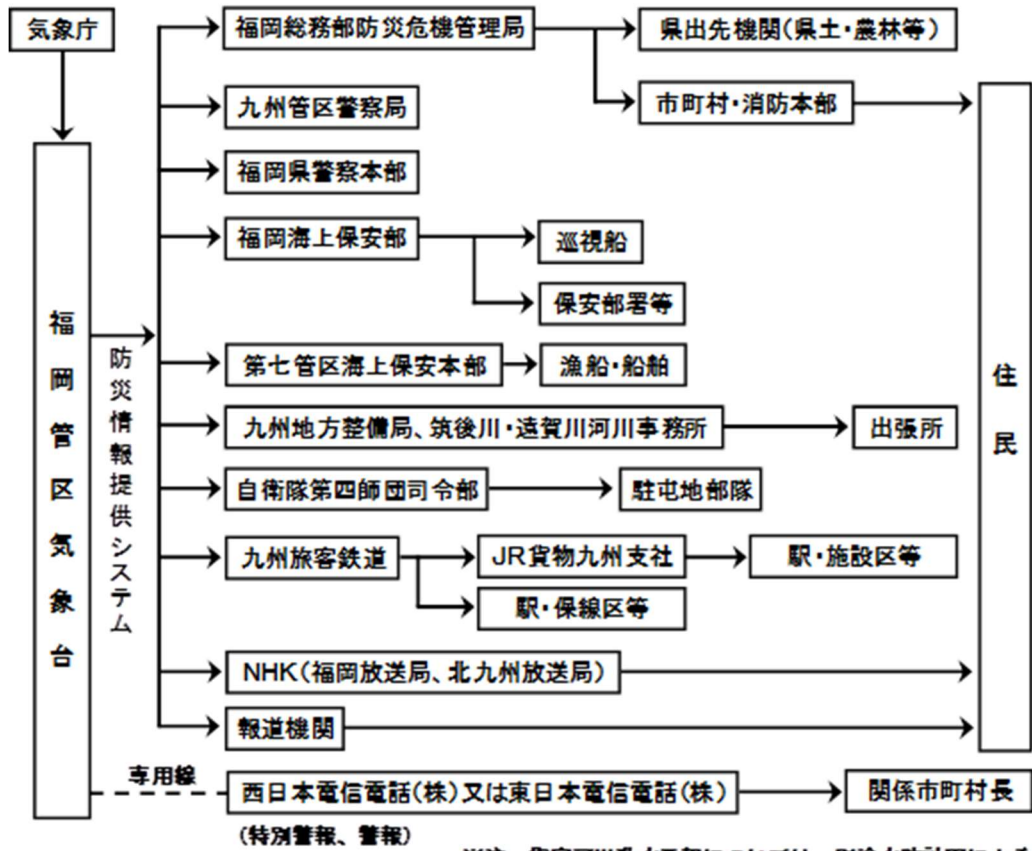 気象庁
福岡管区気象台
防災情報提供システム
福岡総務部防災危機管理局
県出先機関(県土・農林等)
市町村・消防本部
九州管区警察局
福岡県警察本部
福岡海上保安部
巡視船
保安部署等
第七管区海上保安本部
漁船・船舶
九州地方整備局、筑後川・遠賀川河川事務所
出張所
自衛隊第四師団司令部
駐屯地部隊
九州旅客鉄道
JR貨物九州支社
駅・施設区等
駅・保線区等
NHK(福岡放送局、北九州放送局)
報道機関
住民
専用線
西日本電信電話(株)又は東日本電信電話(株)
関係市町村長
(特別警報、警報)